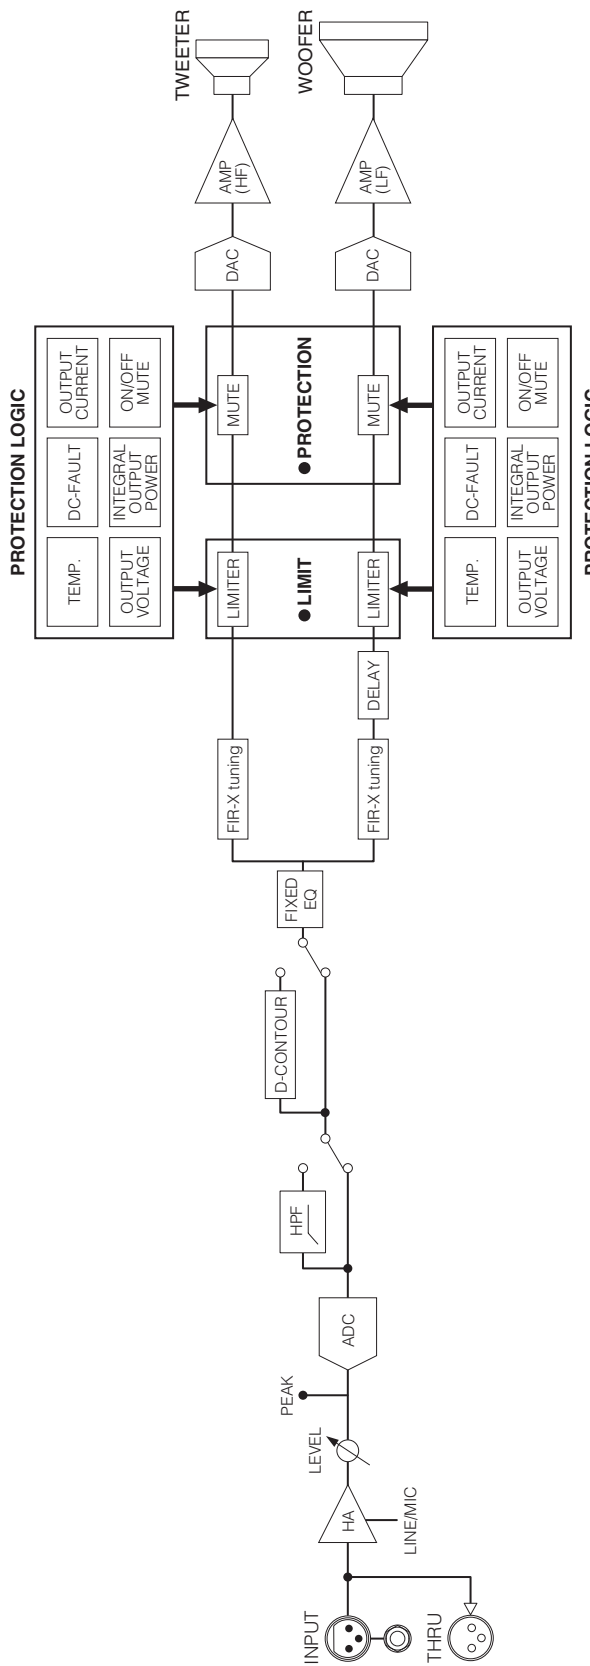 INPUT
THRU
HA
LINE/MIC
LEVEL
PEAK
ADC
HPF
D-CONTOUR
FIXED
EQ
FIR-X tuning
FIR-X tuning
DELAY
PROTECTION LOGIC
TEMP.
DC-FAULT
OUTPUT
CURRENT
OUTPUT
VOLTAGE
INTEGRAL
OUTPUT
POWER
ON/OFF
MUTE
LIMITER
● LIMIT
LIMITER
MUTE
● PROTECTION
MUTE
TEMP.
DC-FAULT
OUTPUT
CURRENT
OUTPUT
VOLTAGE
INTEGRAL
OUTPUT
POWER
ON/OFF
MUTE
PROTECTION LOGIC
DAC
AMP
(HF)
TWEETER
DAC
AMP
(LF)
WOOFER